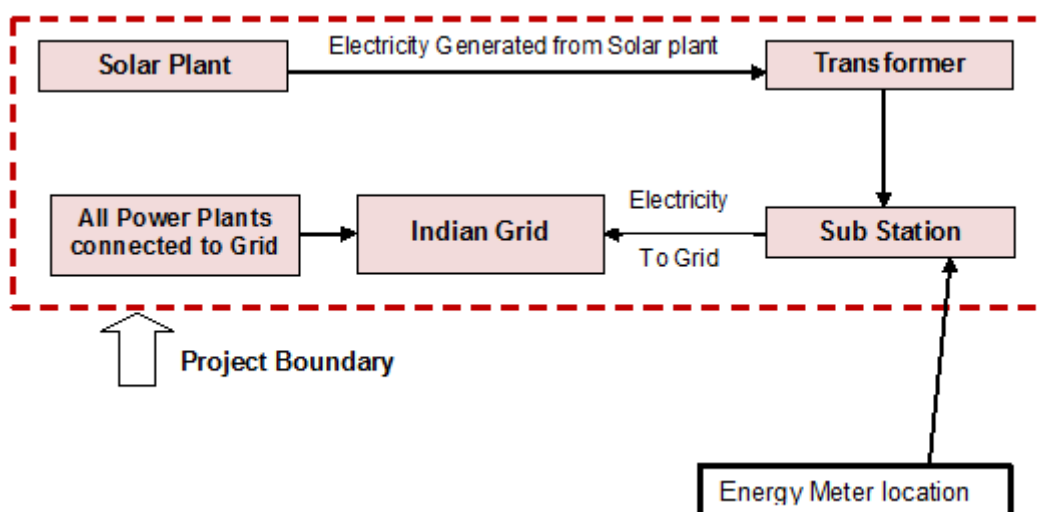 Electricity Generated from Solar plant
Solar Plant
Transformer
All Power Plants
connected to Grid
Indian Grid
Electricity
To Grid
Sub Station
Project Boundary
Energy Meter location